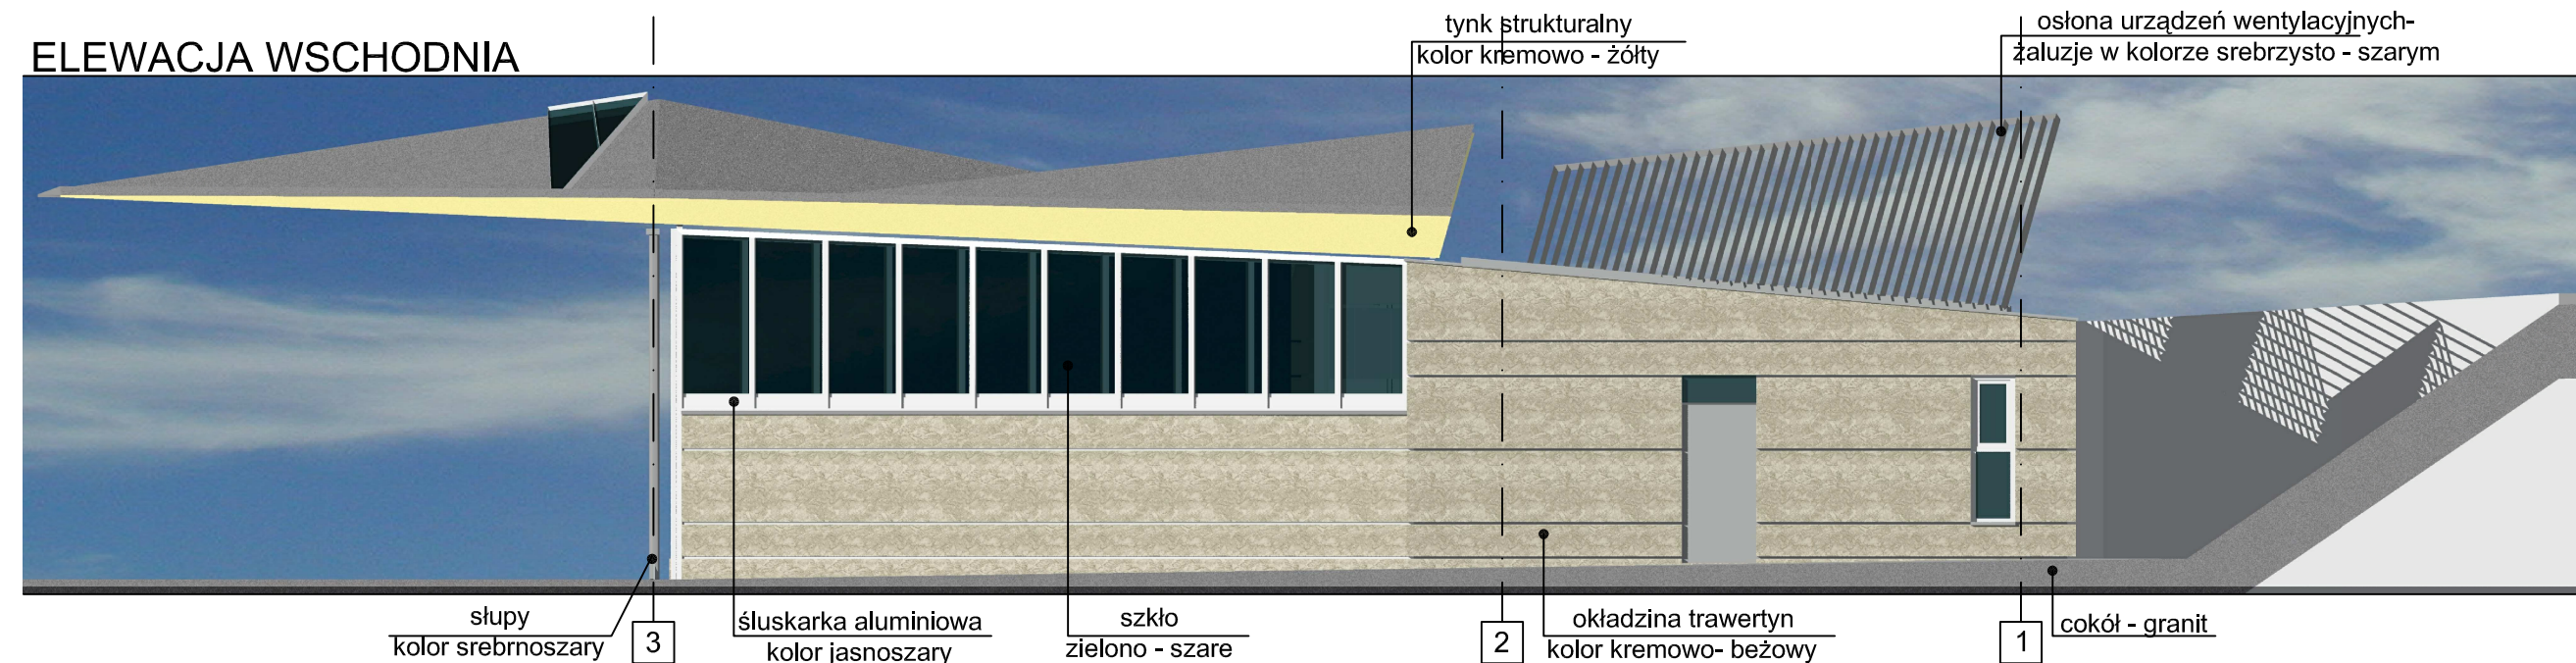 ELEWACJA WSCHODNIA
tynk strukturalny
kolor kremowo - żółty
osłona urządzeń wentylacyjnych-
żaluzje w kolorze srebrzysto - szarym
słupy
kolor srebrnoszary
3
śluskarka aluminiowa
kolor jasnoszary
szkło
zielono - szare
2
okładzina trawertyn
kolor kremowo- beżowy
1
cokół - granit